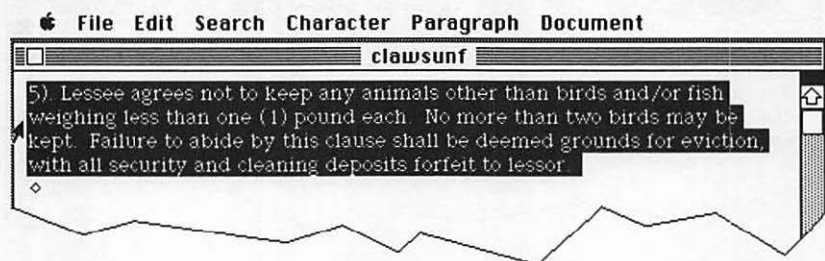 File Edit Search Character Paragraph Document
clawsunf
5). Lessee agrees not to keep any animals other than birds and/or fish
weighing less than one (1) pound each. No more than two birds may be
kept. Failure to abide by this clause shall be deemed grounds for eviction,
with all security and cleaning deposits forfeit to lessor.